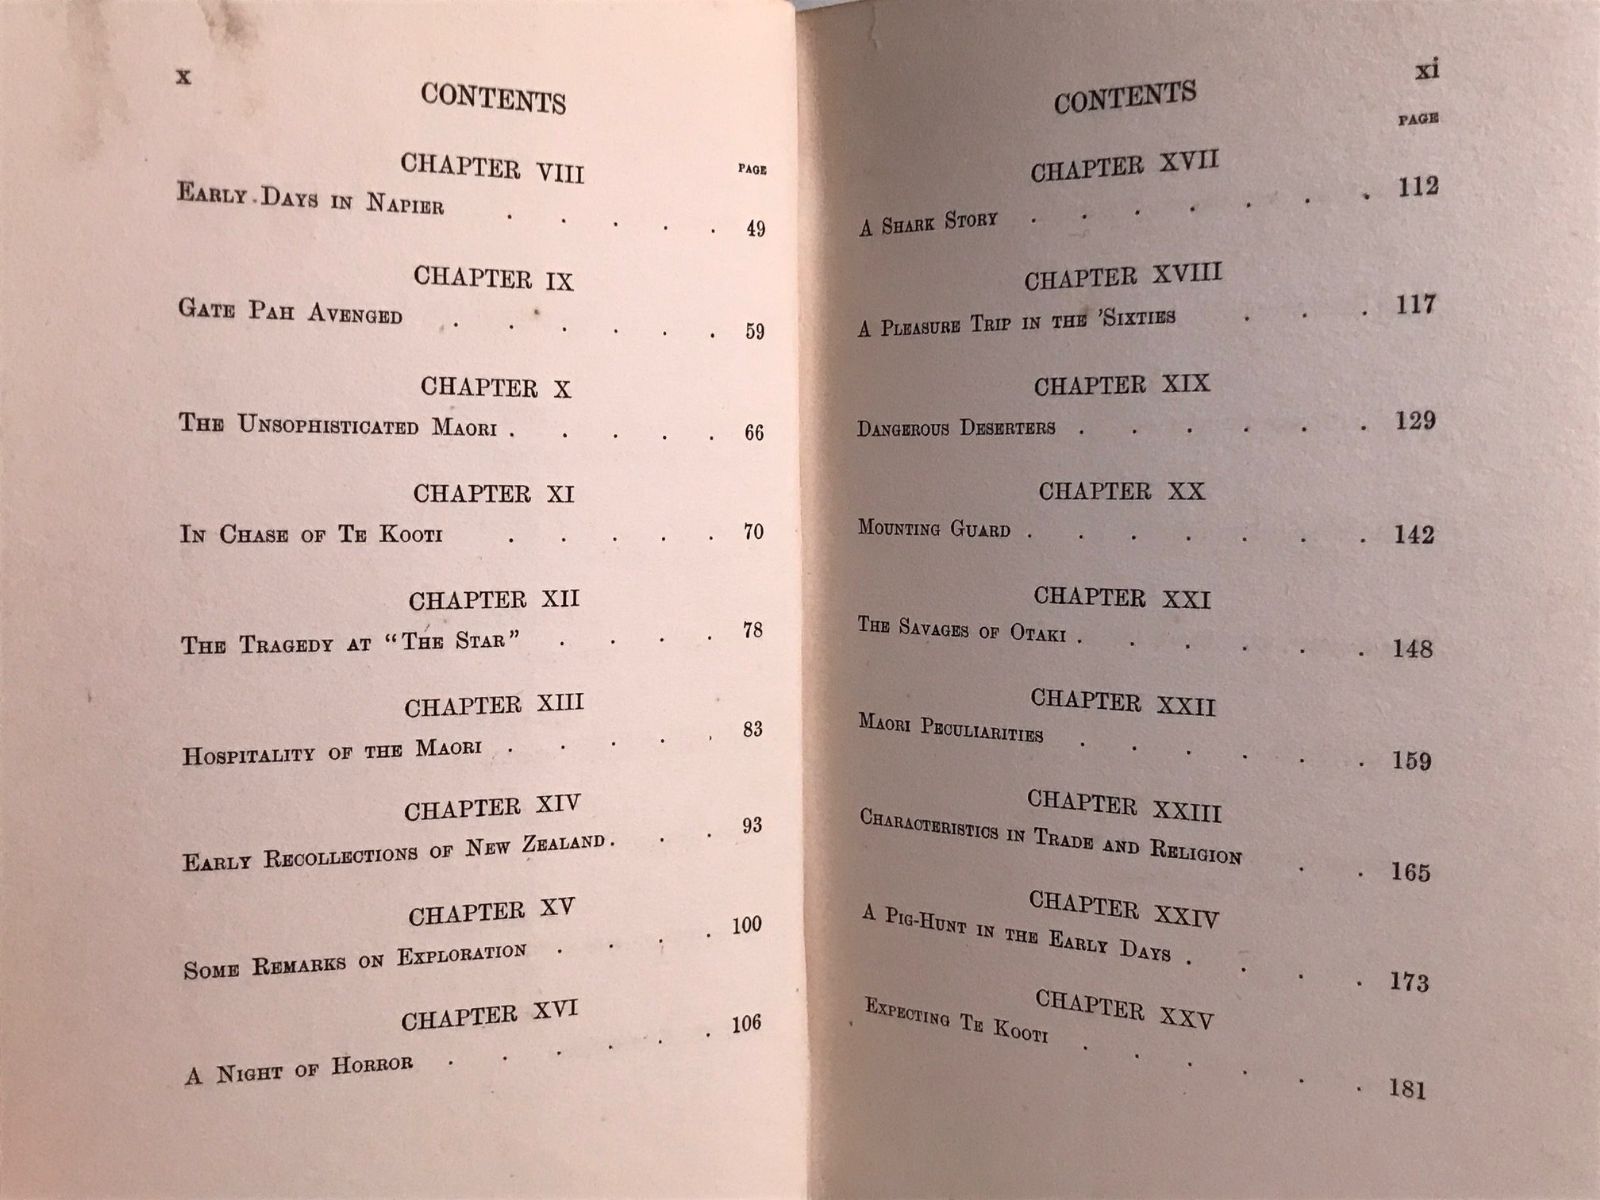 x
CONTENTS
CHAPTER VIII
PAGE
Early Days in Napier . . . . . 49
CHAPTER IX
Gate Pah Avenged . . . . . . 59
CHAPTER X
The Unsophisticated Maori . . . . . 66
CHAPTER XI
In Chase of Te Kooti . . . . . 70
CHAPTER XII
The Tragedy at "The Star" . . . . 78
CHAPTER XIII
Hospitality of the Maori . . . . . 83
CHAPTER XIV
Early Recollections of New Zealand . . . 93
CHAPTER XV
Some Remarks on Exploration . . . . 100
CHAPTER XVI
A Night of Horror . . . . . . 106
CONTENTS
xi
PAGE
CHAPTER XVII
A Shark Story . . . . . . . 112
CHAPTER XVIII
A Pleasure Trip in the 'Sixties . . . 117
CHAPTER XIX
Dangerous Deserters . . . . . . 129
CHAPTER XX
Mounting Guard . . . . . . . 142
CHAPTER XXI
The Savages of Otaki . . . . . . 148
CHAPTER XXII
Maori Peculiarities . . . . . . 159
CHAPTER XXIII
Characteristics in Trade and Religion . . 165
CHAPTER XXIV
A Pig-Hunt in the Early Days . . . . 173
CHAPTER XXV
Expecting Te Kooti . . . . . . 181